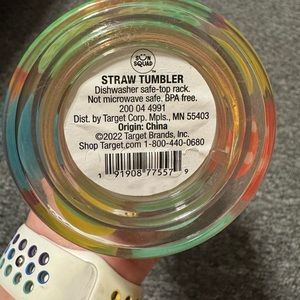 SUN
SQUAD
™
STRAW TUMBLER
Dishwasher safe-top rack.
Not microwave safe. BPA free.
200 04 4991
Dist. by Target Corp. Mpls., MN 55403
Origin: China
©2022 Target Brands, Inc.
Shop Target.com 1-800-440-0680
1 91908 77557 9